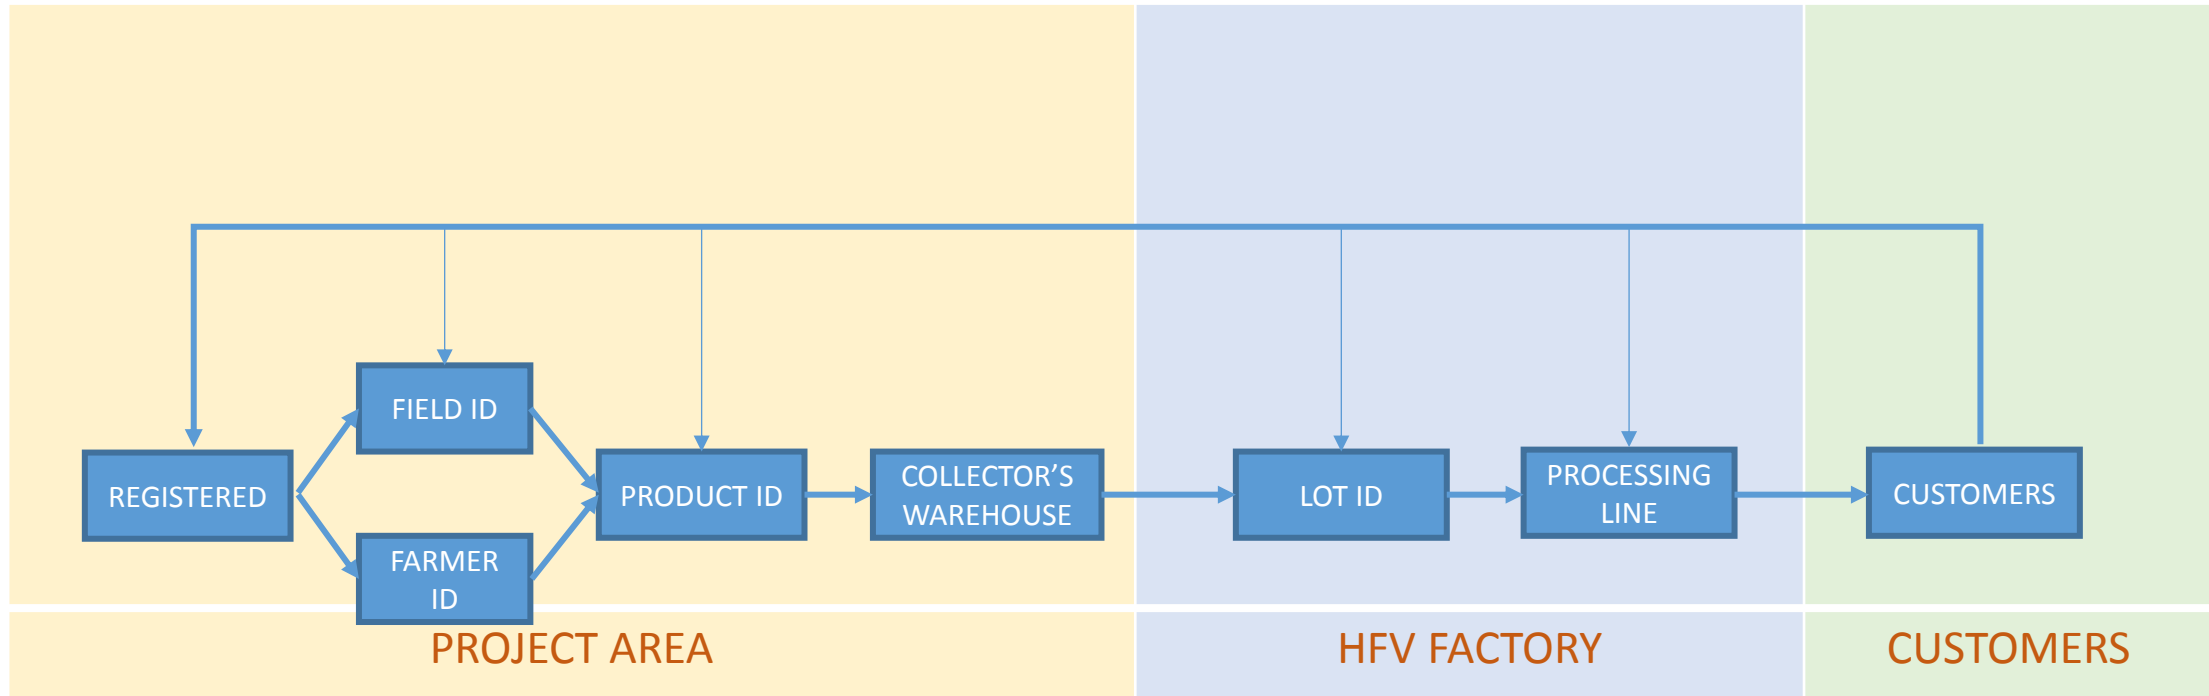 FIELD ID
REGISTERED
FARMER
ID
PRODUCT ID
COLLECTOR’S
WAREHOUSE
LOT ID
PROCESSING
LINE
CUSTOMERS
PROJECT AREA
HFV FACTORY
CUSTOMERS